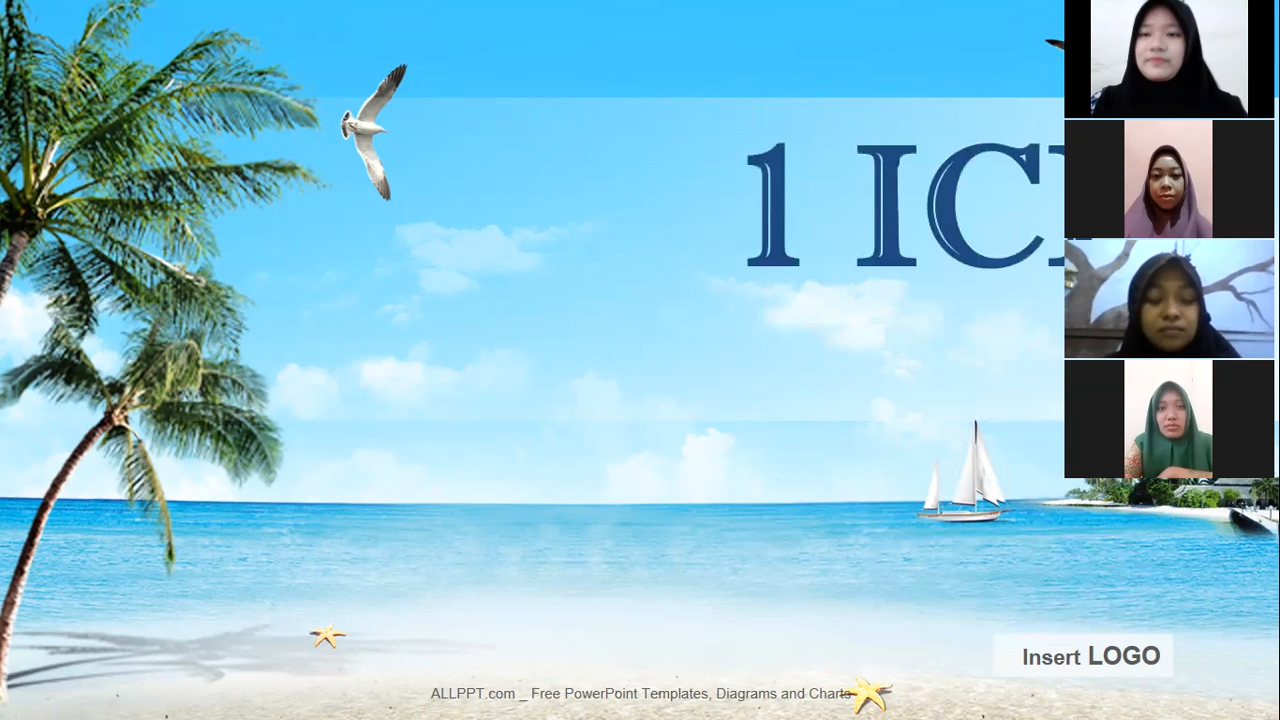 1 IC
Insert LOGO
ALLPPT.com _ Free PowerPoint Templates, Diagrams and Charts